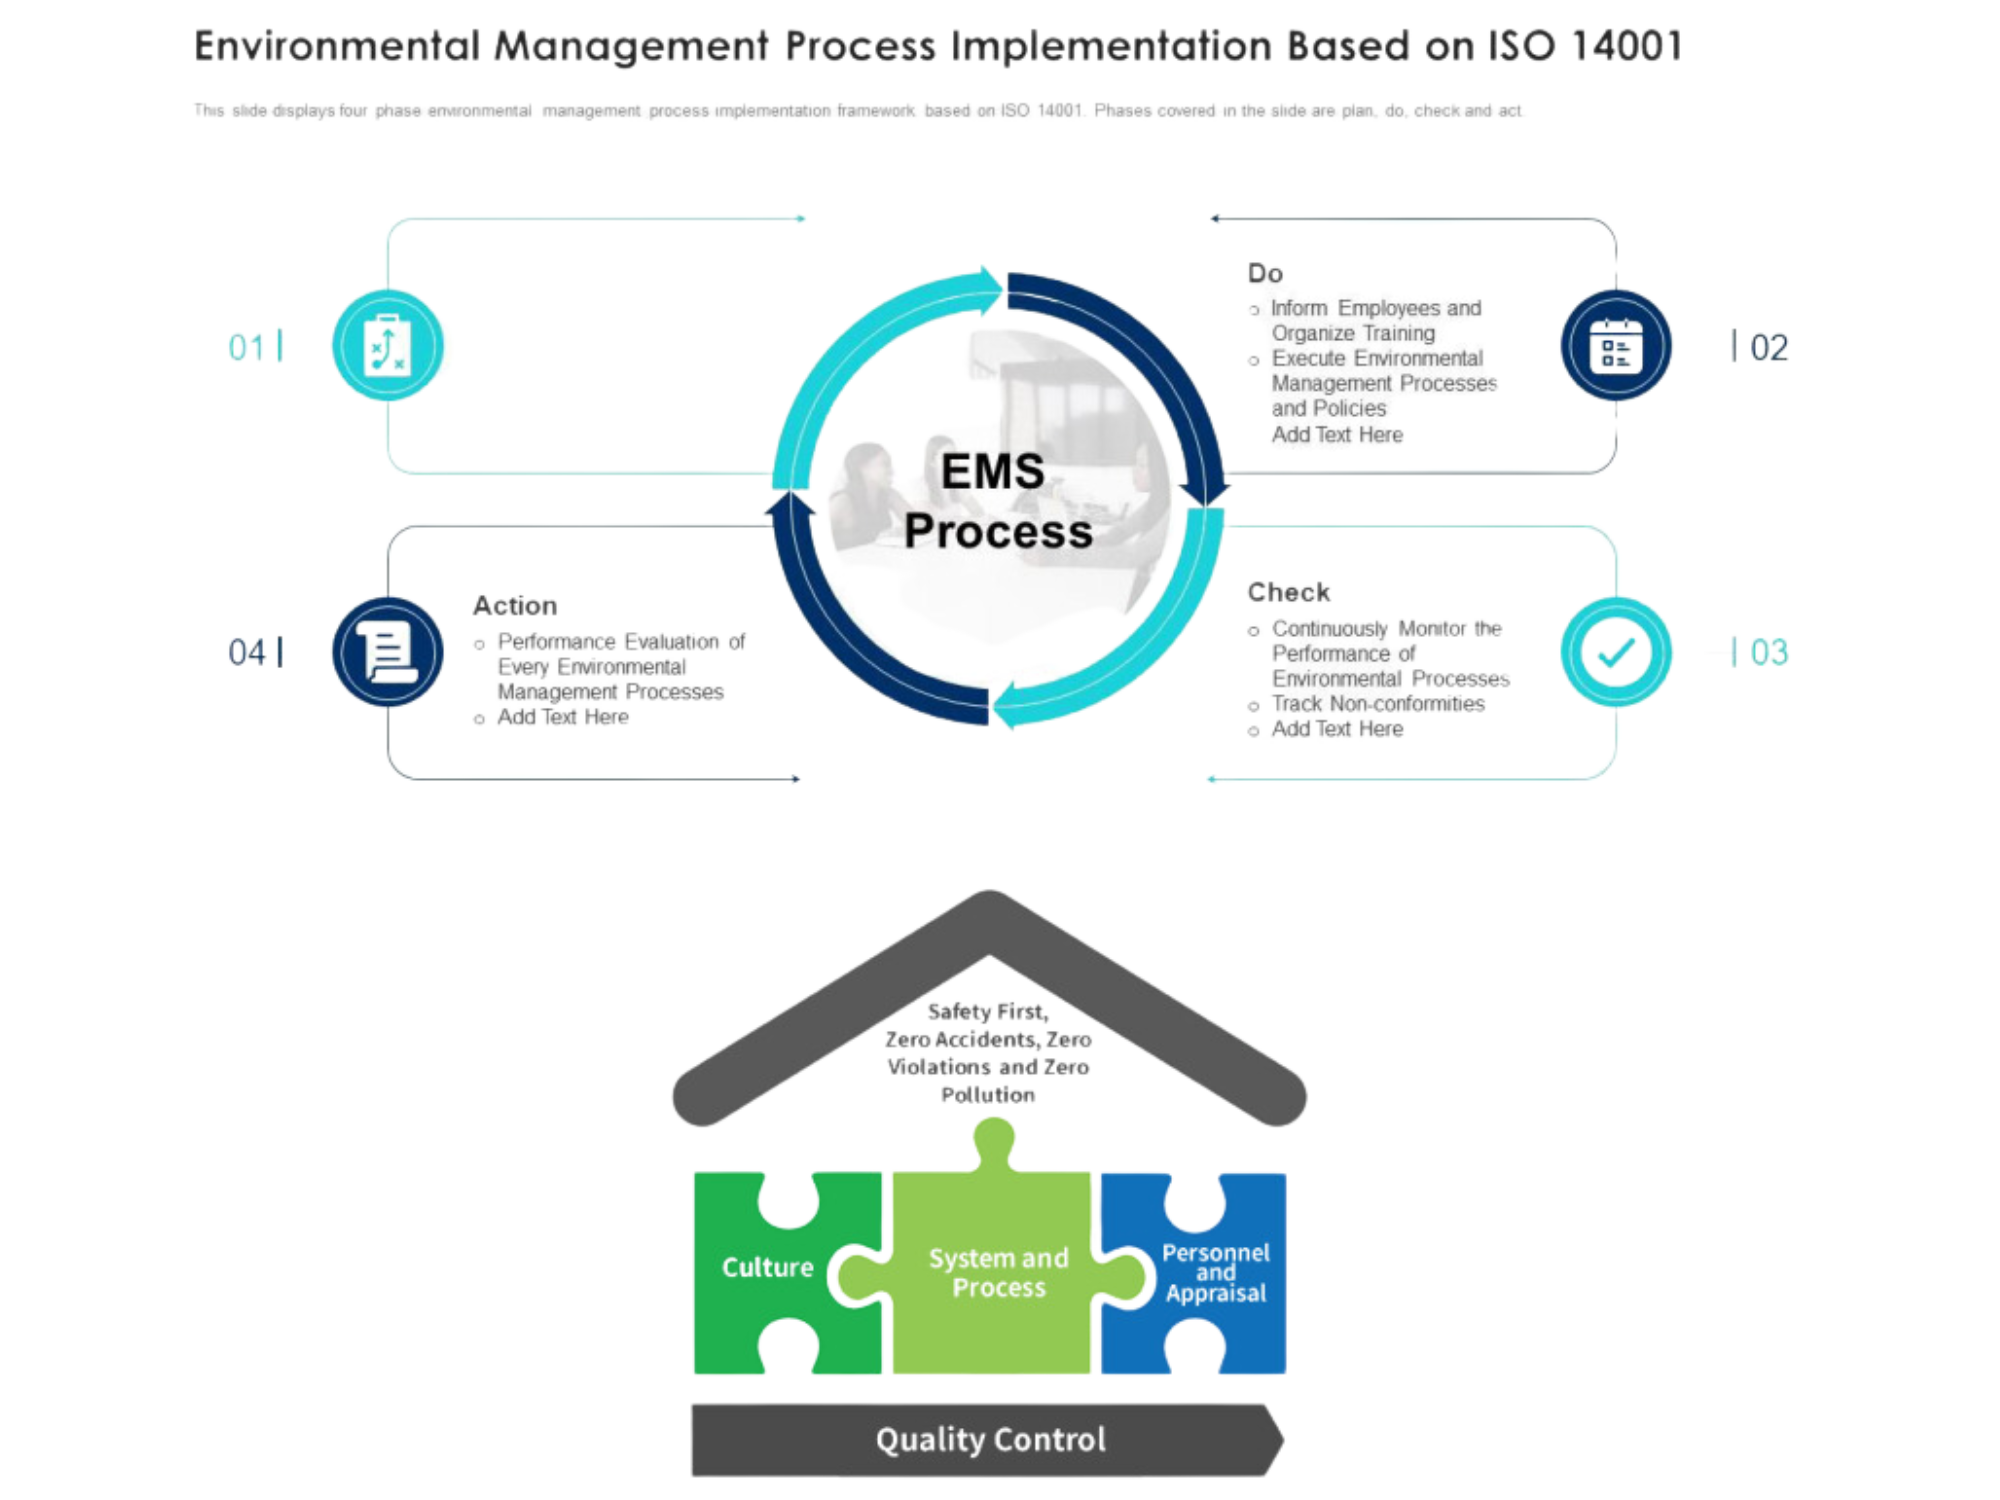 Environmental Management Process Implementation Based on ISO 14001
This slide displays four phase environmental management process implementation framework based on ISO 14001. Phases covered in the slide are plan, do, check and act
01
Do
Inform Employees and
Organize Training
Execute Environmental
Management Processes
and Policies
Add Text Here
02
EMS
Process
04
Action
Performance Evaluation of
Every Environmental
Management Processes
Add Text Here
Check
Continuously Monitor the
Performance of
Environmental Processes
Track Non-conformities
Add Text Here
03
Safety First,
Zero Accidents, Zero
Violations and Zero
Pollution
Culture
System and
Process
Personnel
and
Appraisal
Quality Control